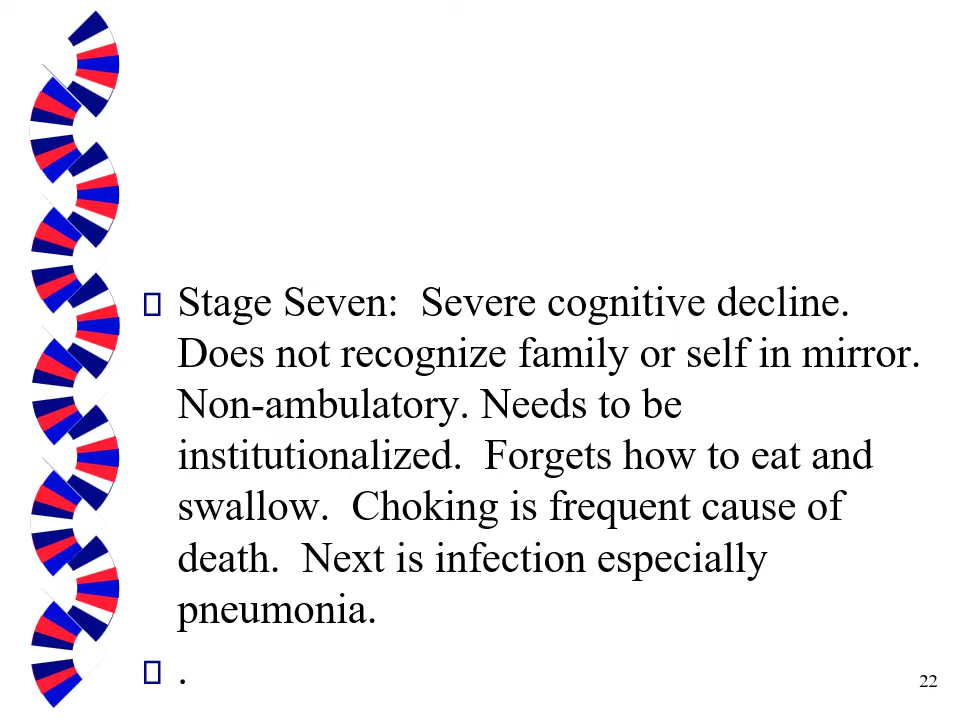 Stage Seven:  Severe cognitive decline.
Does not recognize family or self in mirror.
Non-ambulatory. Needs to be
institutionalized.  Forgets how to eat and
swallow.  Choking is frequent cause of
death.  Next is infection especially
pneumonia.
.
22